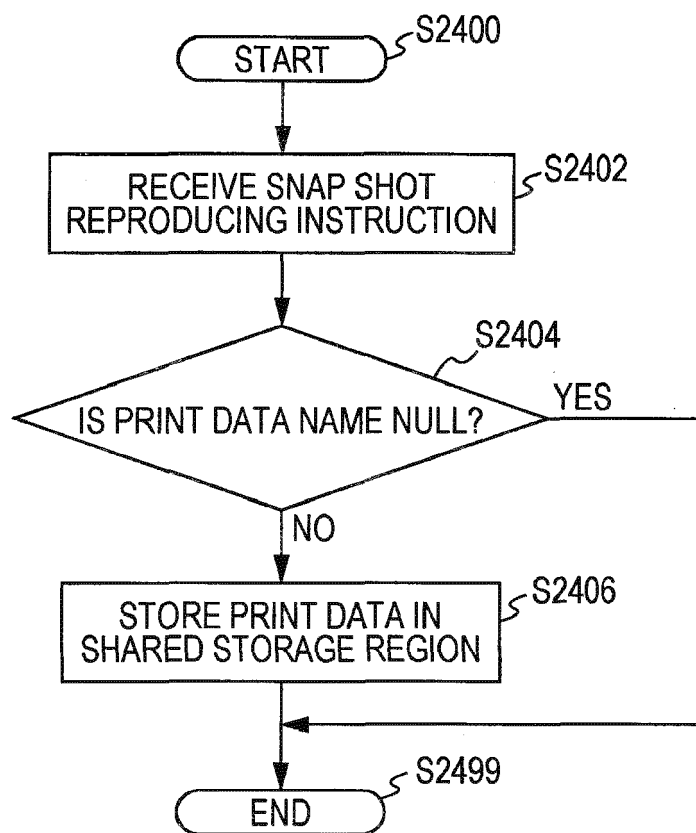 S2400
START
S2402
RECEIVE SNAP SHOT
REPRODUCING INSTRUCTION
S2404
IS PRINT DATA NAME NULL?
YES
NO
S2406
STORE PRINT DATA IN
SHARED STORAGE REGION
S2499
END